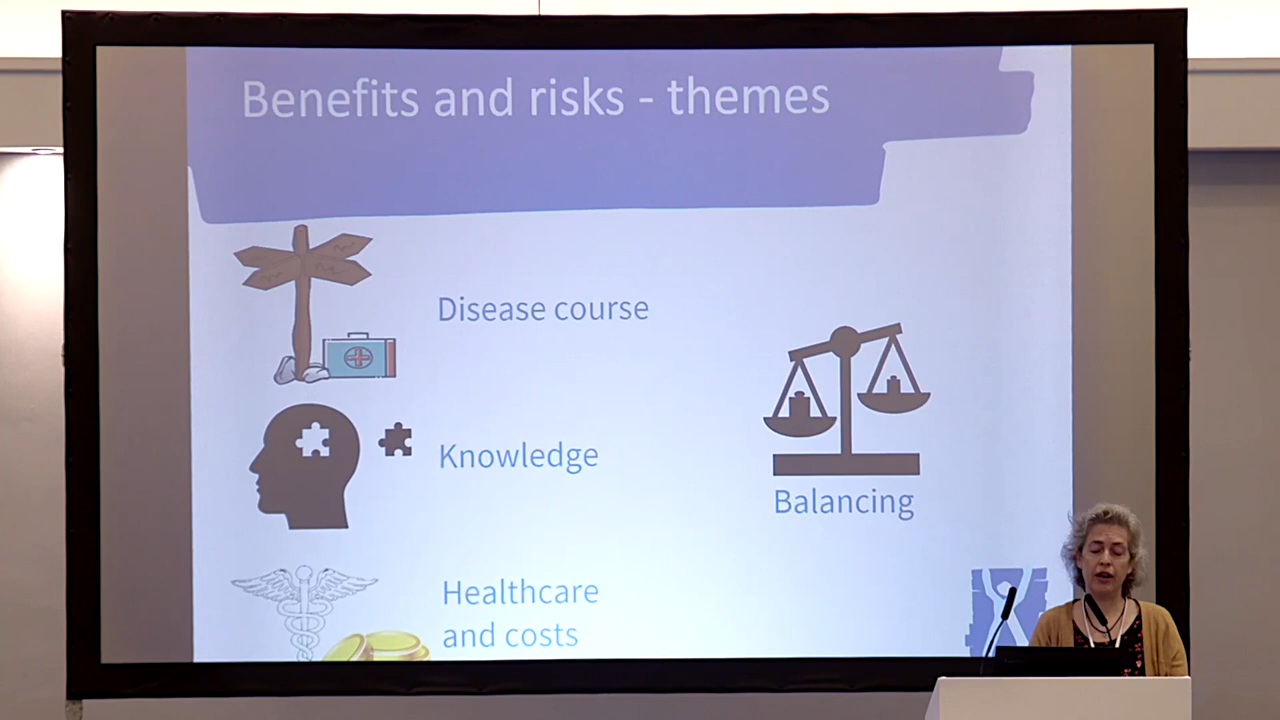 Benefits and risks - themes
Disease course
Knowledge
Balancing
Healthcare
and costs